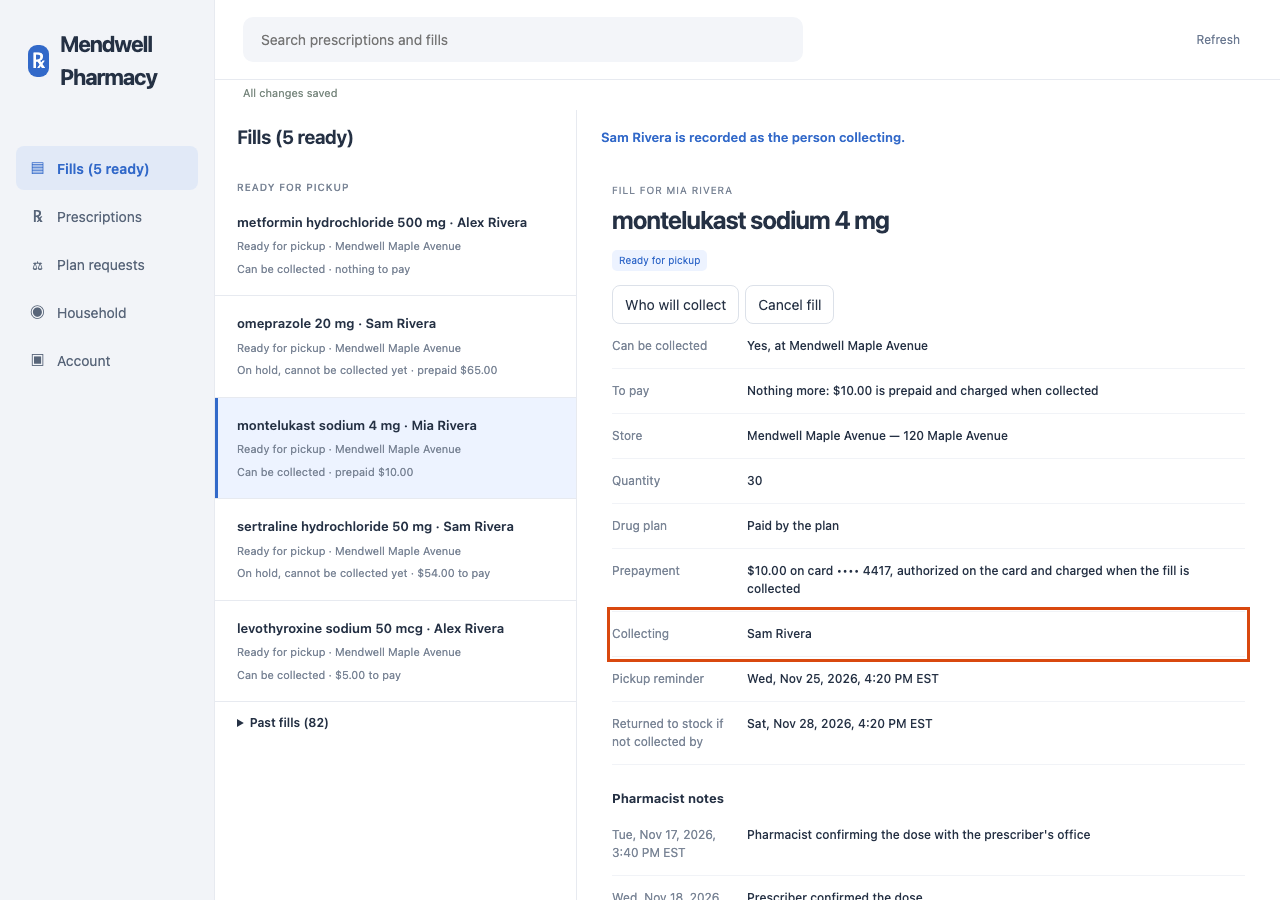 Mendwell
Pharmacy
Search prescriptions and fills
Refresh
All changes saved
Fills (5 ready)
Prescriptions
Plan requests
Household
Account
Fills (5 ready)
READY FOR PICKUP
metformin hydrochloride 500 mg · Alex Rivera
Ready for pickup · Mendwell Maple Avenue
Can be collected · nothing to pay
omeprazole 20 mg · Sam Rivera
Ready for pickup · Mendwell Maple Avenue
On hold, cannot be collected yet · prepaid $65.00
montelukast sodium 4 mg · Mia Rivera
Ready for pickup · Mendwell Maple Avenue
Can be collected · prepaid $10.00
sertraline hydrochloride 50 mg · Sam Rivera
Ready for pickup · Mendwell Maple Avenue
On hold, cannot be collected yet · $54.00 to pay
levothyroxine sodium 50 mcg · Alex Rivera
Ready for pickup · Mendwell Maple Avenue
Can be collected · $5.00 to pay
Past fills (82)
Sam Rivera is recorded as the person collecting.
FILL FOR MIA RIVERA
montelukast sodium 4 mg
Ready for pickup
Who will collect Cancel fill
Can be collected Yes, at Mendwell Maple Avenue
To pay Nothing more: $10.00 is prepaid and charged when collected
Store Mendwell Maple Avenue — 120 Maple Avenue
Quantity 30
Drug plan Paid by the plan
Prepayment $10.00 on card •••• 4417, authorized on the card and charged when the fill is
collected
Collecting Sam Rivera
Pickup reminder Wed, Nov 25, 2026, 4:20 PM EST
Returned to stock if Sat, Nov 28, 2026, 4:20 PM EST
not collected by
Pharmacist notes
Tue, Nov 17, 2026, Pharmacist confirming the dose with the prescriber's office
3:40 PM EST
Wed, Nov 18, 2026, Prescriber confirmed the dose